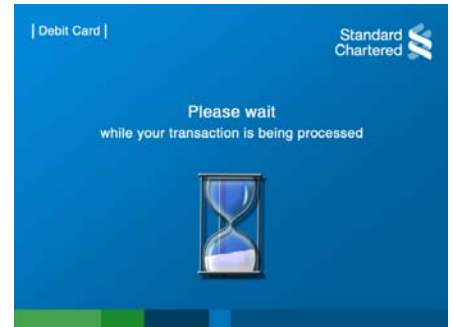 | Debit Card |
Standard
Chartered
Please wait
while your transaction is being processed